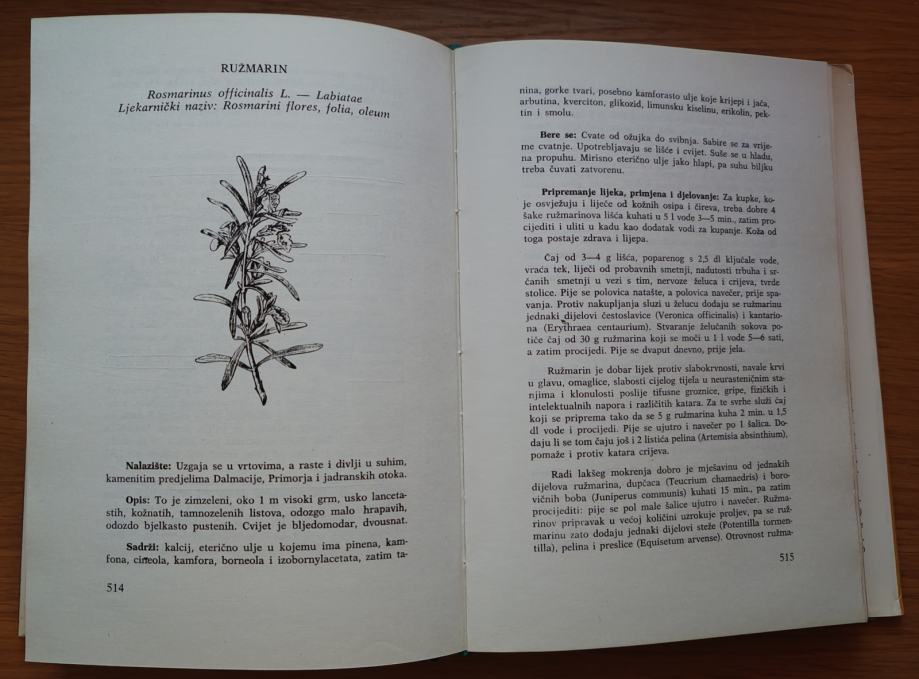 RUŽMARIN
Rosmarinus officinalis L. — Labiatae
Ljekarnički naziv: Rosmarini flores, folia, oleum
Nalazište: Uzgaja se u vrtovima, a raste i divlji u suhim,
kamenitim predjelima Dalmacije, Primorja i jadranskih otoka.
Opis: To je zimzeleni, oko 1 m visoki grm, usko lanceta-
stih, kožnatih, tamnozelenih listova, odozgo malo hrapavih,
odozdo bjelkasto pustenih. Cvijet je bljedomodar, dvousnat.
Sadrži: kalcij, eterično ulje u kojemu ima pinena, kam-
fona, cineola, kamfora, borneola i izobornylacetata, zatim ta-
514
nina, gorke tvari, posebno kamforasto ulje koje krijepi i jača,
arbutina, kverciton, glikozid, limunsku kiselinu, erikolin, pek-
tin i smolu.
Bere se: Cvate od ožujka do svibnja. Sabire se za vrije-
me cvatnje. Upotrebljavaju se lišće i cvijet. Suše se u hladu,
na propuhu. Mirisno eterično ulje jako hlapi, pa suhu biljku
treba čuvati zatvorenu.
Pripremanje lijeka, primjena i djelovanje: Za kupke, ko-
je osvježuju i liječe od kožnih osipa i čireva, treba dobre 4
šake ružmarinova lišća kuhati u 5 l vode 3—5 min., zatim pro-
cijediti i uliti u kadu kao dodatak vodi za kupanje. Koža od
toga postaje zdrava i lijepa.
Čaj od 3—4 g lišća, poparenog s 2,5 dl ključale vode,
vraća tek, liječi od probavnih smetnji, nadutosti trbuha i sr-
čanih smetnji u vezi s tim, nervoze želuca i crijeva, tvrde
stolice. Pije se polovica natašte, a polovica navečer, prije spa-
vanja. Protiv nakupljanja sluzi u želucu dodaju se ružmarinu
jednaki dijelovi čestoslavice (Veronica officinalis) i kantario-
na (Erythraea centaurium). Stvaranje želučanih sokova po-
tiče čaj od 30 g ružmarina koji se moči u 1 l vode 5—6 sati,
a zatim procijedi. Pije se dvaput dnevno, prije jela.
Ružmarin je dobar lijek protiv slabokrvnosti, navale krvi
u glavu, omaglice, slabosti cijelog tijela u neurasteničnim sta-
njima i klonulosti poslije tifusne groznice, gripe, fizičkih i
intelektualnih napora i različitih katara. Za te svrhe služi čaj
koji se priprema tako da se 5 g ružmarina kuha 2 min. u 1,5
dl vode i procijedi. Pije se ujutro i navečer po 1 šalica. Do-
daju li se tom čaju još i 2 listića pelina (Artemisia absinthium),
pomaže i protiv katara crijeva.
Radi lakšeg mokrenja dobro je mješavinu od jednakih
dijelova ružmarina, dupčaca (Teucrium chamaedris) i boro-
vičnih boba (Juniperus communis) kuhati 15 min., pa zatim
procijediti: pije se pol male šalice ujutro i navečer. Ružma-
rinov pripravak u većoj količini uzrokuje proljev, pa se ruž-
marinu zato dodaju jednaki dijelovi steže (Potentilla tormen-
tilla), pelina i preslice (Equisetum arvense). Otrovnost ružma-
515